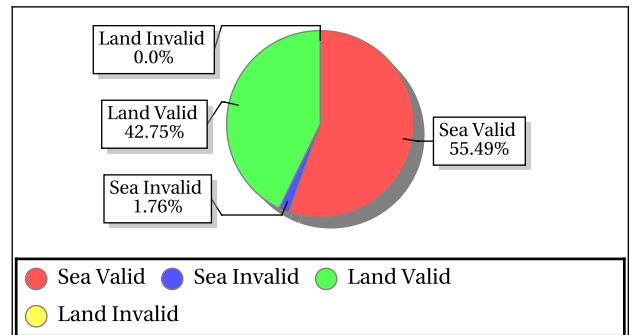 Land Invalid
0.0%
Land Valid
42.75%
Sea Valid
55.49%
Sea Invalid
1.76%
Sea Valid Sea Invalid Land Valid
Land Invalid